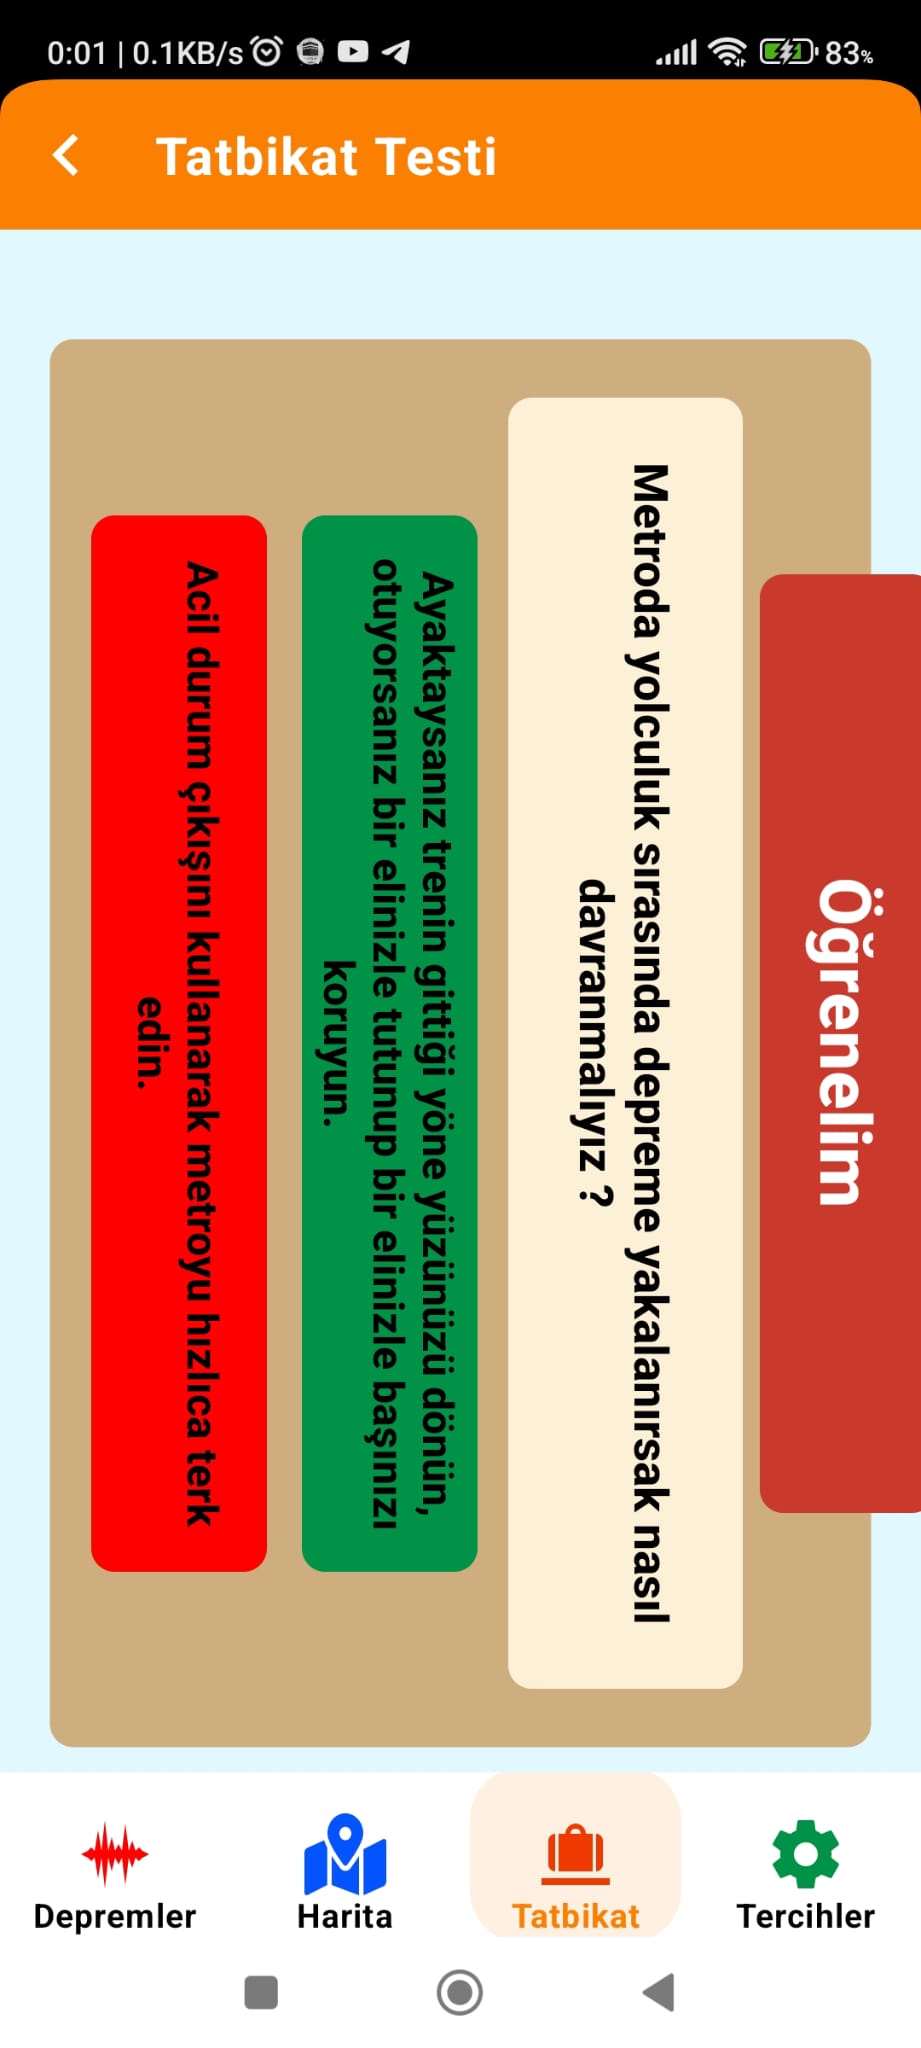 0:01 | 0.1KB/s
83%
Tatbikat Testi
Öğrenelim
Metroda yolculuk sırasında depreme yakalanırsak nasıl
davranmalıyız ?
Ayaktaysanız trenin gittiği yöne yüzünüzü dönün,
otuyorsanız bir elinizle tutunup bir elinizle başınızı
koruyun.
Acil durum çıkışını kullanarak metroyu hızlıca terk
edin.
Depremler
Harita
Tatbikat
Tercihler